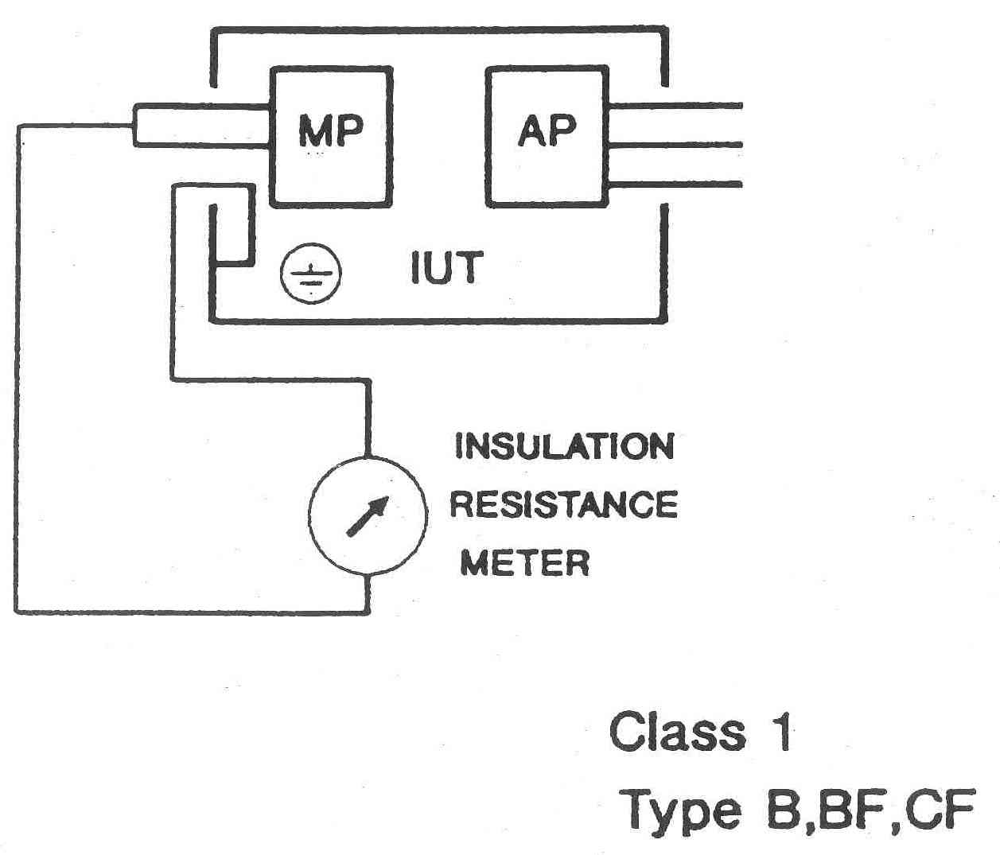 MP
AP
IUT
INSULATION
RESISTANCE
METER
Class 1
Type B,BF,CF